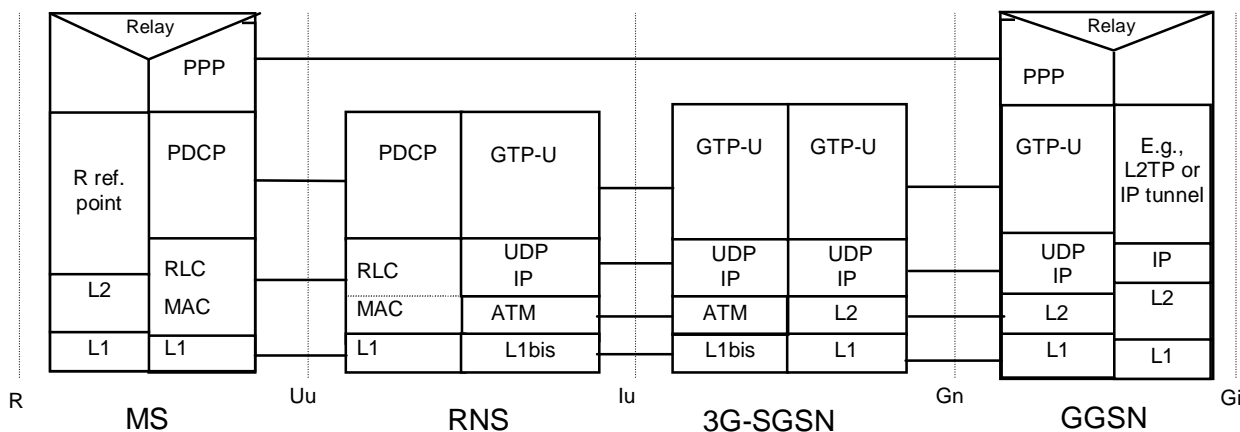 Relay
Relay
PPP
PPP
PDCP
PDCP
GTP-U
GTP-U
GTP-U
GTP-U
E.g.,
L2TP or
IP tunnel
R ref.
point
RLC
MAC
RLC
MAC
UDP
IP
UDP
IP
UDP
IP
UDP
IP
IP
L2
ATM
ATM
L2
L2
L2
L1
L1
L1
L1bis
L1bis
L1
L1
L1
R
Uu
Iu
Gn
Gi
MS
RNS
3G-SGSN
GGSN